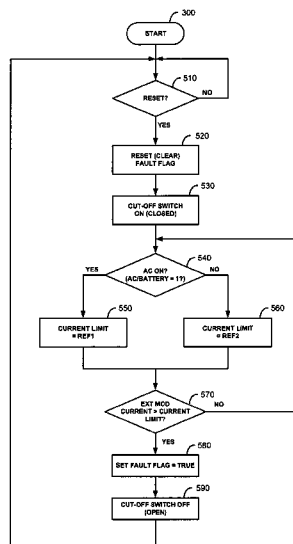 300
START
510
RESET?
NO
YES
520
RESET (CLEAR)
FAULT FLAG
530
CUT-OFF SWITCH
ON (CLOSED)
540
AC OK?
(AC/BATTERY = 1?)
YES
NO
550
CURRENT LIMIT
= REF1
560
CURRENT LIMIT
= REF2
570
EXT MOD
CURRENT > CURRENT
LIMIT?
NO
YES
580
SET FAULT FLAG = TRUE
590
CUT-OFF SWITCH OFF
(OPEN)